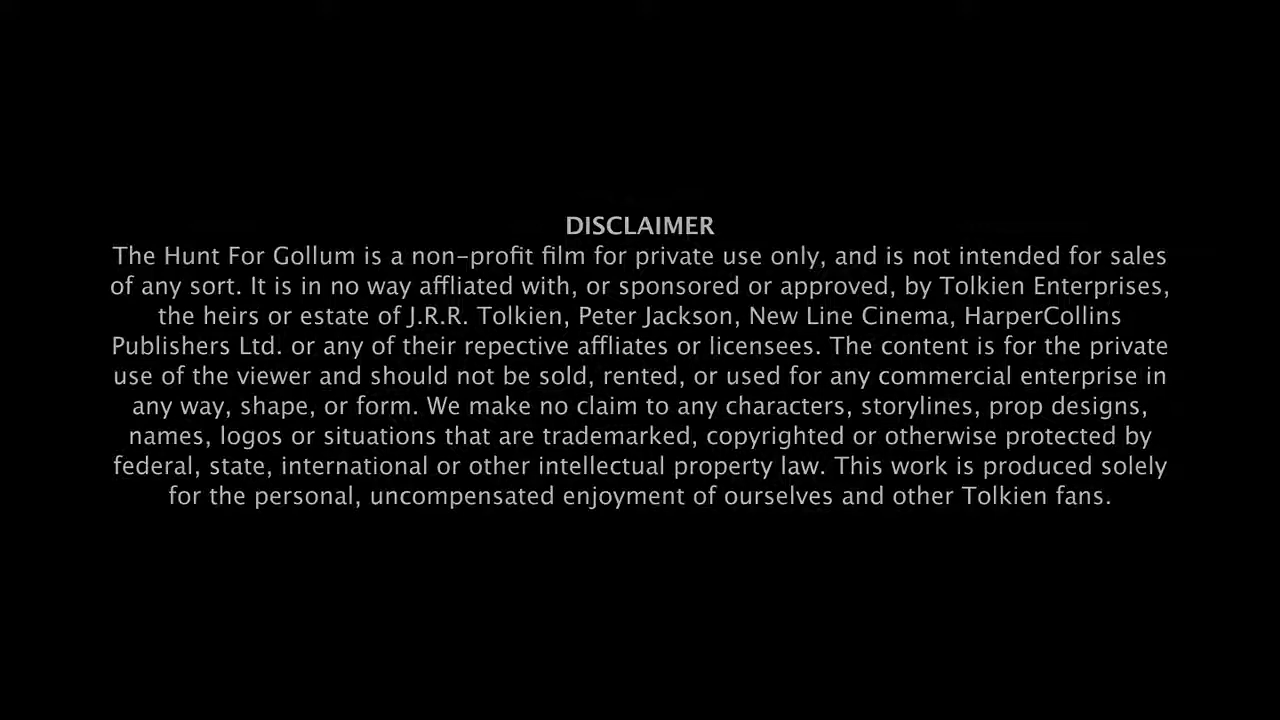 DISCLAIMER
The Hunt For Gollum is a non-profit film for private use only, and is not intended for sales
of any sort. It is in no way affliated with, or sponsored or approved, by Tolkien Enterprises,
the heirs or estate of J.R.R. Tolkien, Peter Jackson, New Line Cinema, HarperCollins
Publishers Ltd. or any of their repective affliates or licensees. The content is for the private
use of the viewer and should not be sold, rented, or used for any commercial enterprise in
any way, shape, or form. We make no claim to any characters, storylines, prop designs,
names, logos or situations that are trademarked, copyrighted or otherwise protected by
federal, state, international or other intellectual property law. This work is produced solely
for the personal, uncompensated enjoyment of ourselves and other Tolkien fans.